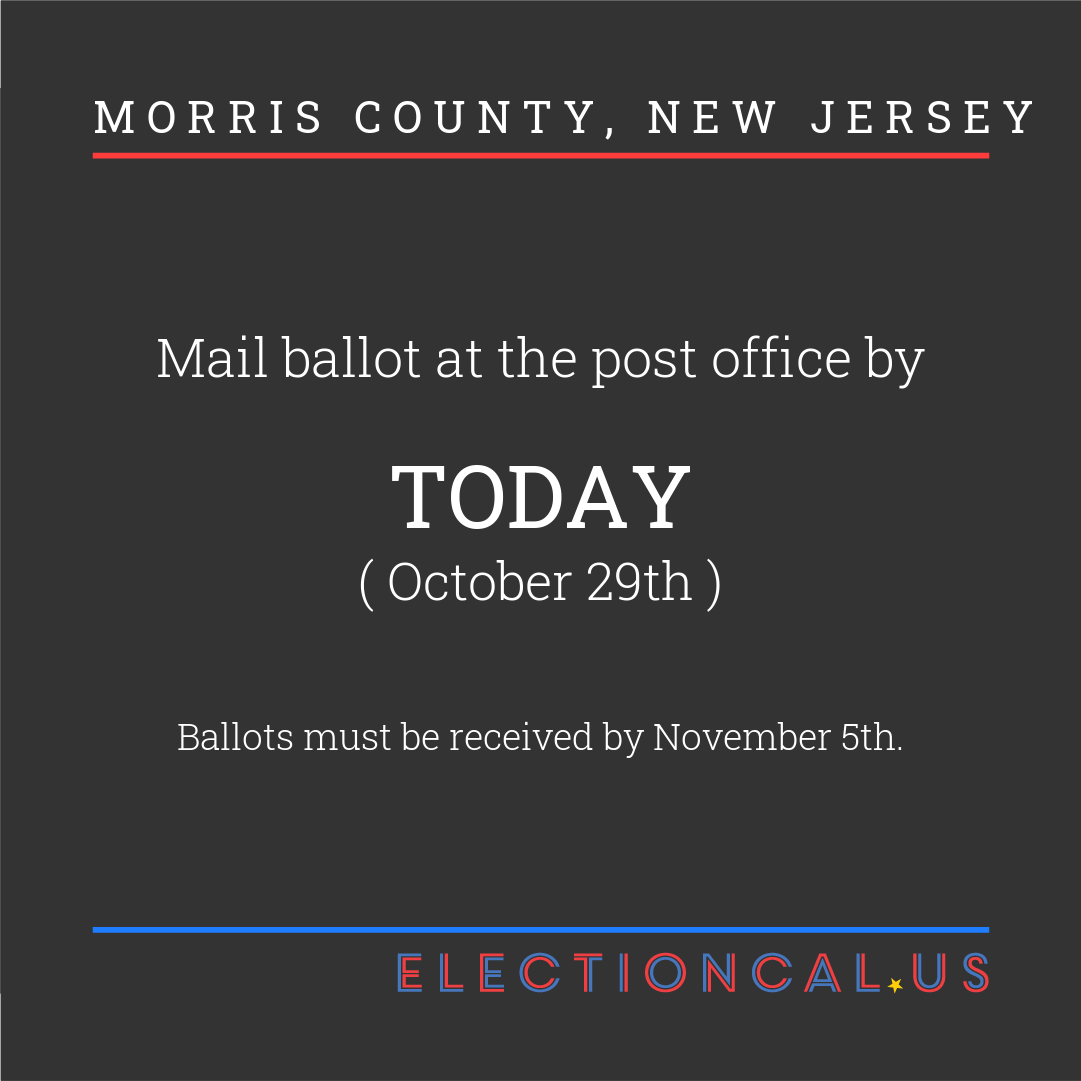 MORRIS COUNTY, NEW JERSEY
Mail ballot at the post office by
TODAY
( October 29th )
Ballots must be received by November 5th.
ELECTIONCAL.US